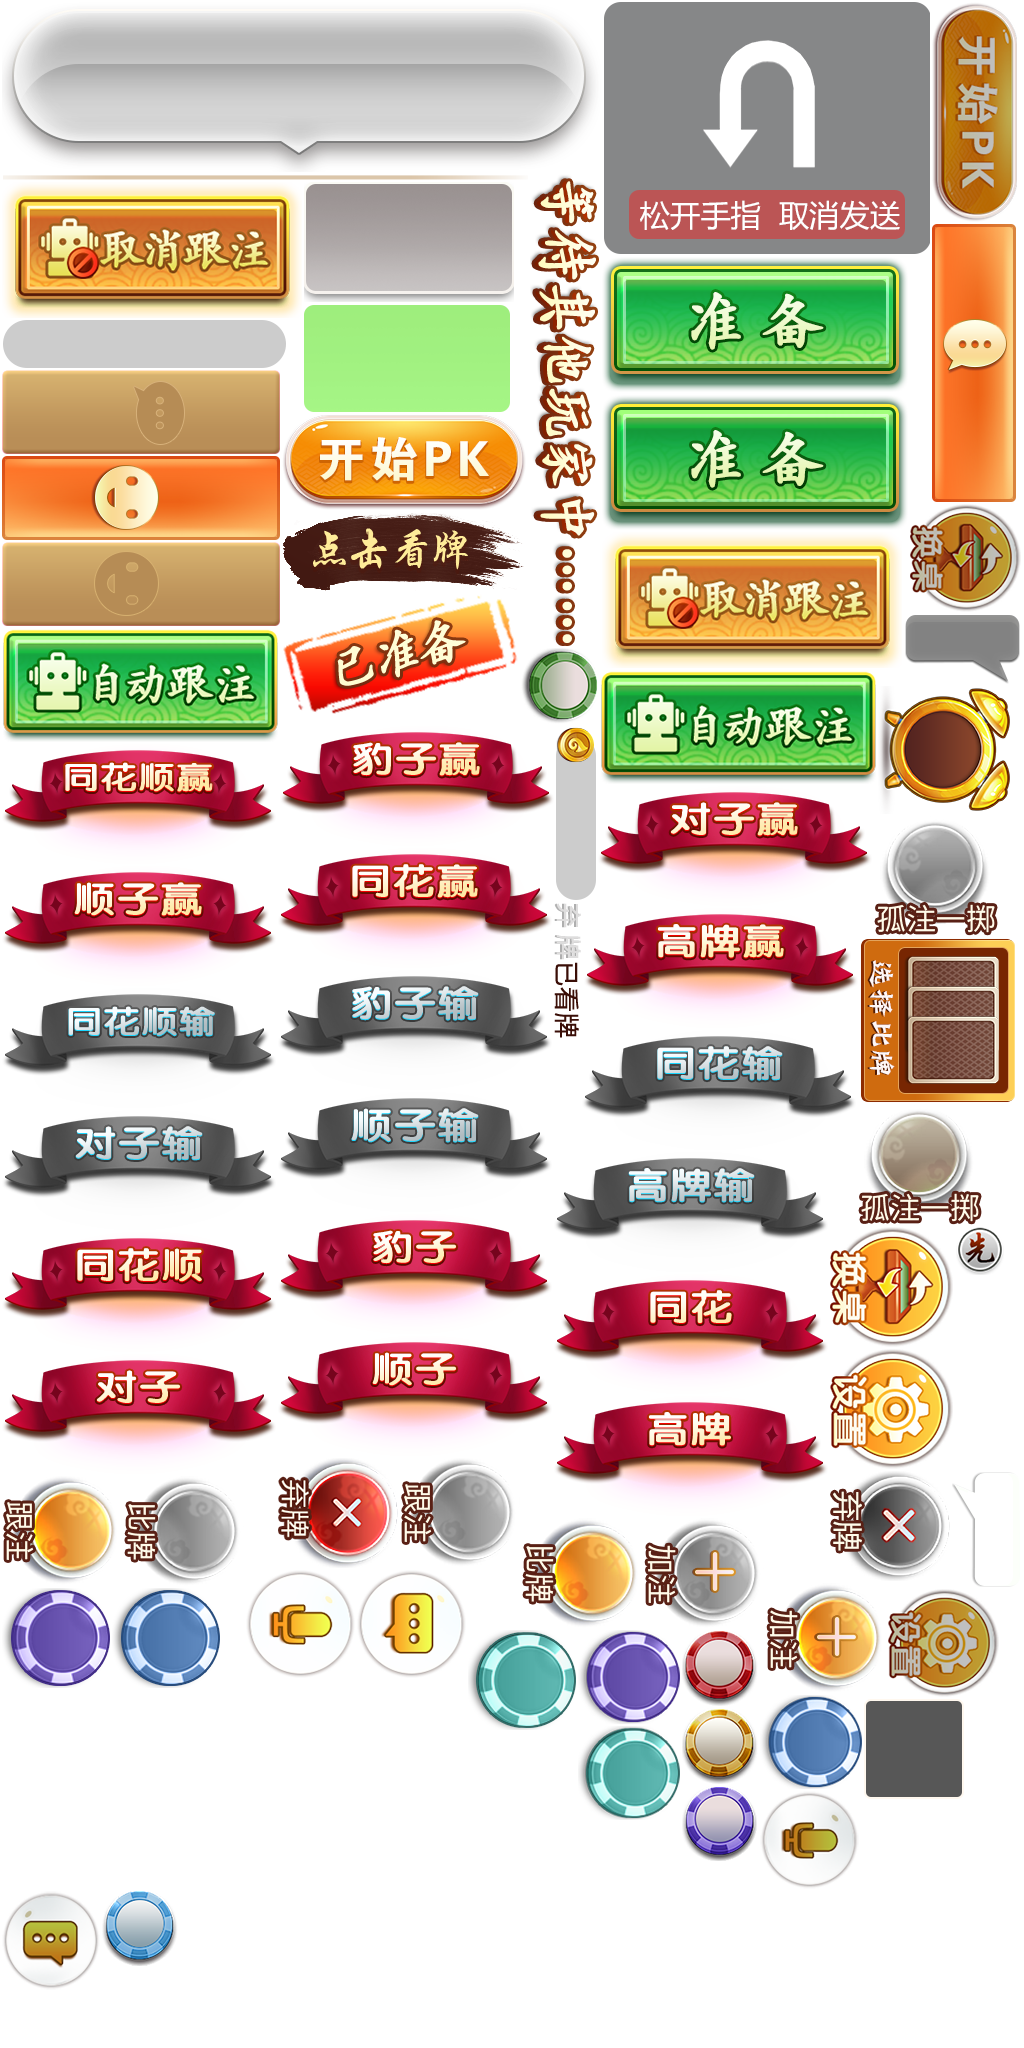 开始PK
松开手指 取消发送
取消跟注
等待其他玩家中
准备
准备
开始PK
点击看牌
取消跟注
换桌
已准备
自动跟注
自动跟注
同花顺赢
豹子赢
对子赢
顺子赢
同花赢
孤注一掷
弃牌
已看牌
高牌赢
选择比牌
同花顺输
豹子输
同花输
对子输
顺子输
高牌输
孤注一掷
先
同花顺
豹子
换桌
同花
对子
顺子
设置
高牌
跟注
比牌
弃牌
跟注
弃牌
比牌
加注
加注
设置